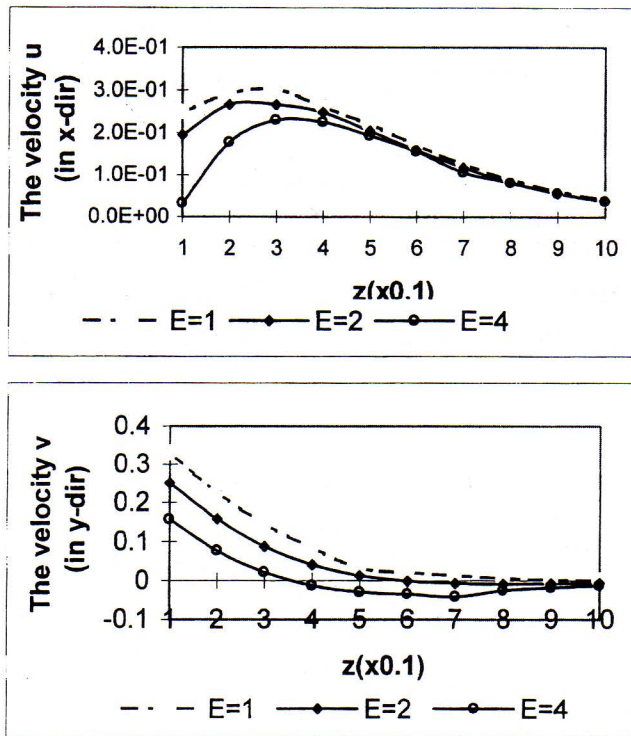 The velocity u
(in x-dir)
4.0E-01
3.0E-01
2.0E-01
1.0E-01
0.0E+00
1 2 3 4 5 6 7 8 9 10
z(x0.1)
E=1 E=2 E=4
The velocity v
(in y-dir)
0.4
0.3
0.2
0.1
0
-0.1
1 2 3 4 5 6 7 8 9 10
z(x0.1)
E=1 E=2 E=4